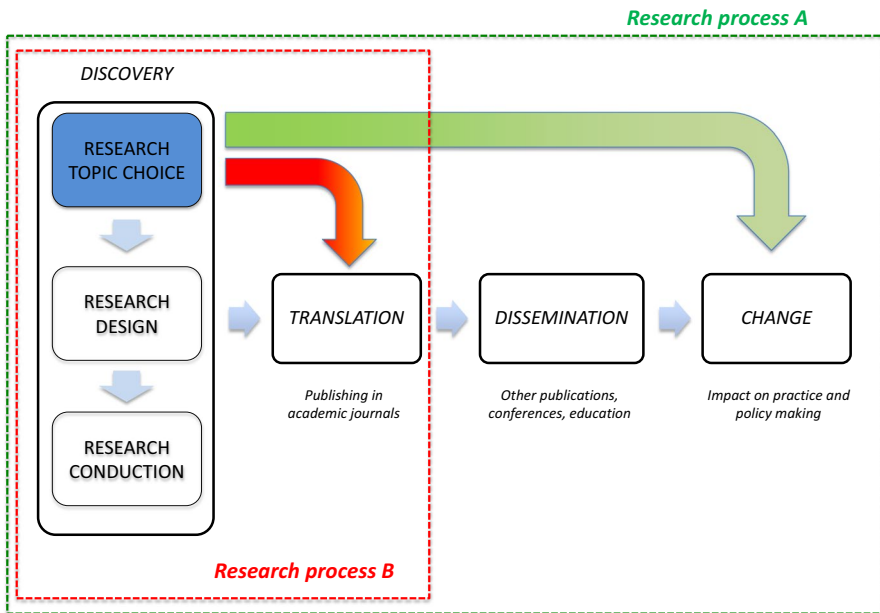 Research process A
DISCOVERY
RESEARCH
TOPIC CHOICE
RESEARCH
DESIGN
RESEARCH
CONDUCTION
TRANSLATION
Publishing in
academic journals
DISSEMINATION
Other publications,
conferences, education
CHANGE
Impact on practice and
policy making
Research process B